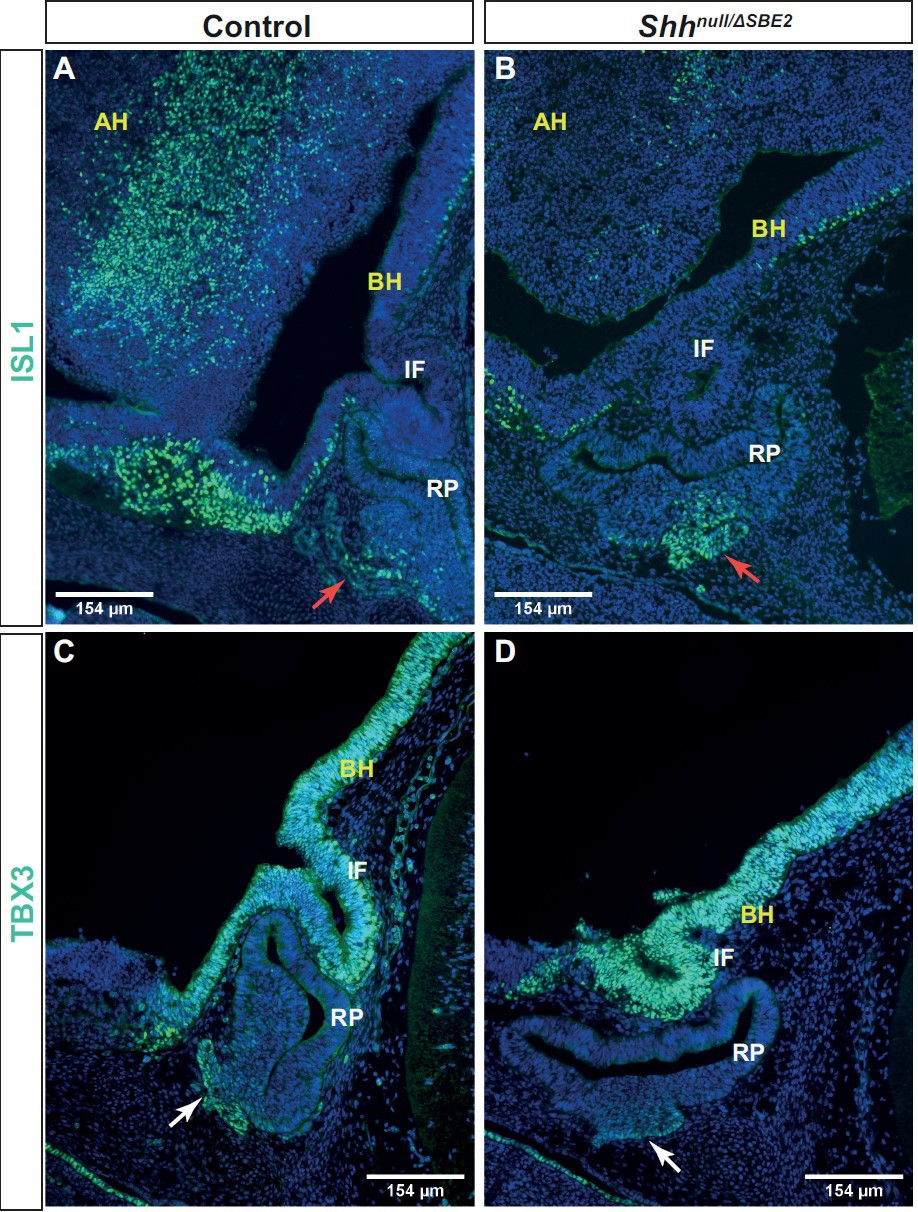 Control
Shhnull/ΔSBE2
ISL1
A
AH
BH
IF
RP
154 µm
B
AH
BH
IF
RP
154 µm
TBX3
C
BH
IF
RP
154 µm
D
BH
IF
RP
154 µm